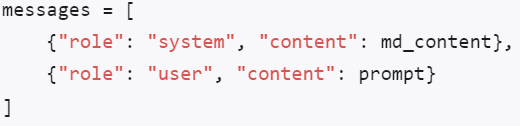 messages = [
    {"role": "system", "content": md_content},
    {"role": "user", "content": prompt}
]